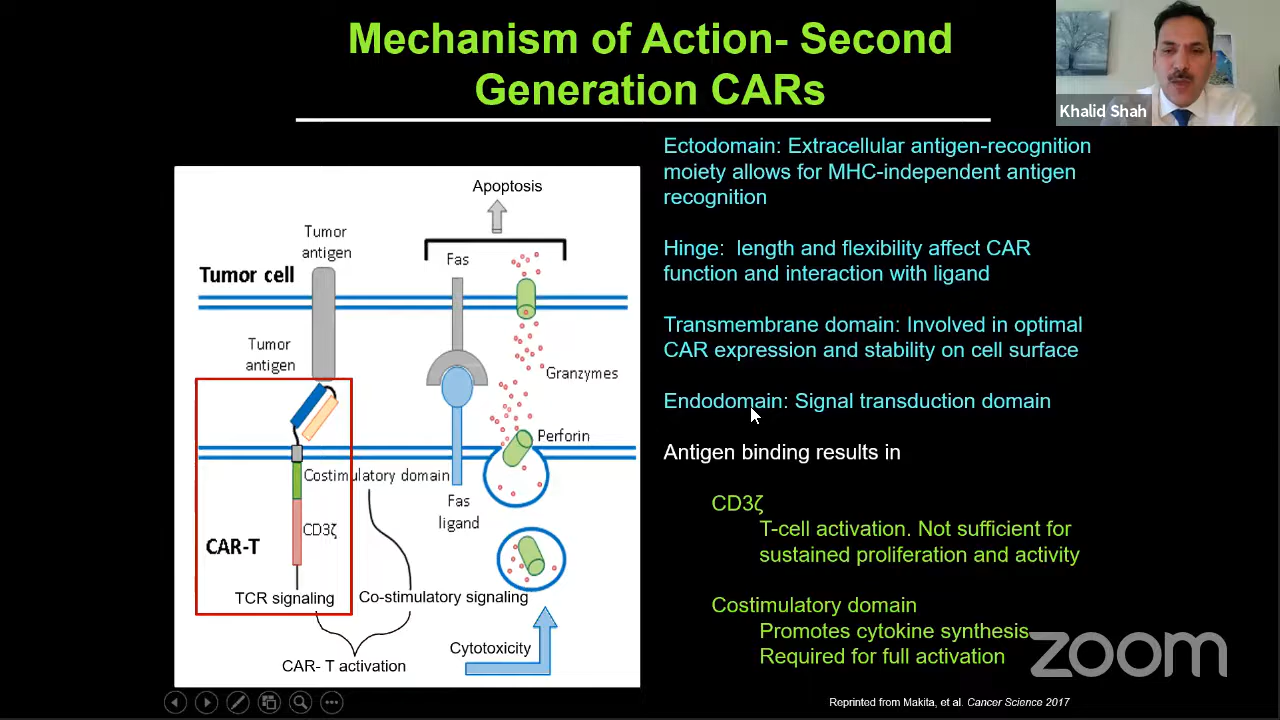 Mechanism of Action- Second
Generation CARs
Khalid Shah
Ectodomain: Extracellular antigen-recognition
moiety allows for MHC-independent antigen
recognition
Hinge:  length and flexibility affect CAR
function and interaction with ligand
Transmembrane domain: Involved in optimal
CAR expression and stability on cell surface
Endodomain: Signal transduction domain
Antigen binding results in
CD3ζ
T-cell activation. Not sufficient for
sustained proliferation and activity
Costimulatory domain
Promotes cytokine synthesis
Required for full activation
Apoptosis
Tumor
antigen
Fas
Tumor cell
Tumor
antigen
Granzymes
Perforin
Costimulatory domain
Fas
ligand
CD3ζ
CAR-T
TCR signaling
Co-stimulatory signaling
Cytotoxicity
CAR- T activation
zoom
Reprinted from Makita, et al. Cancer Science 2017